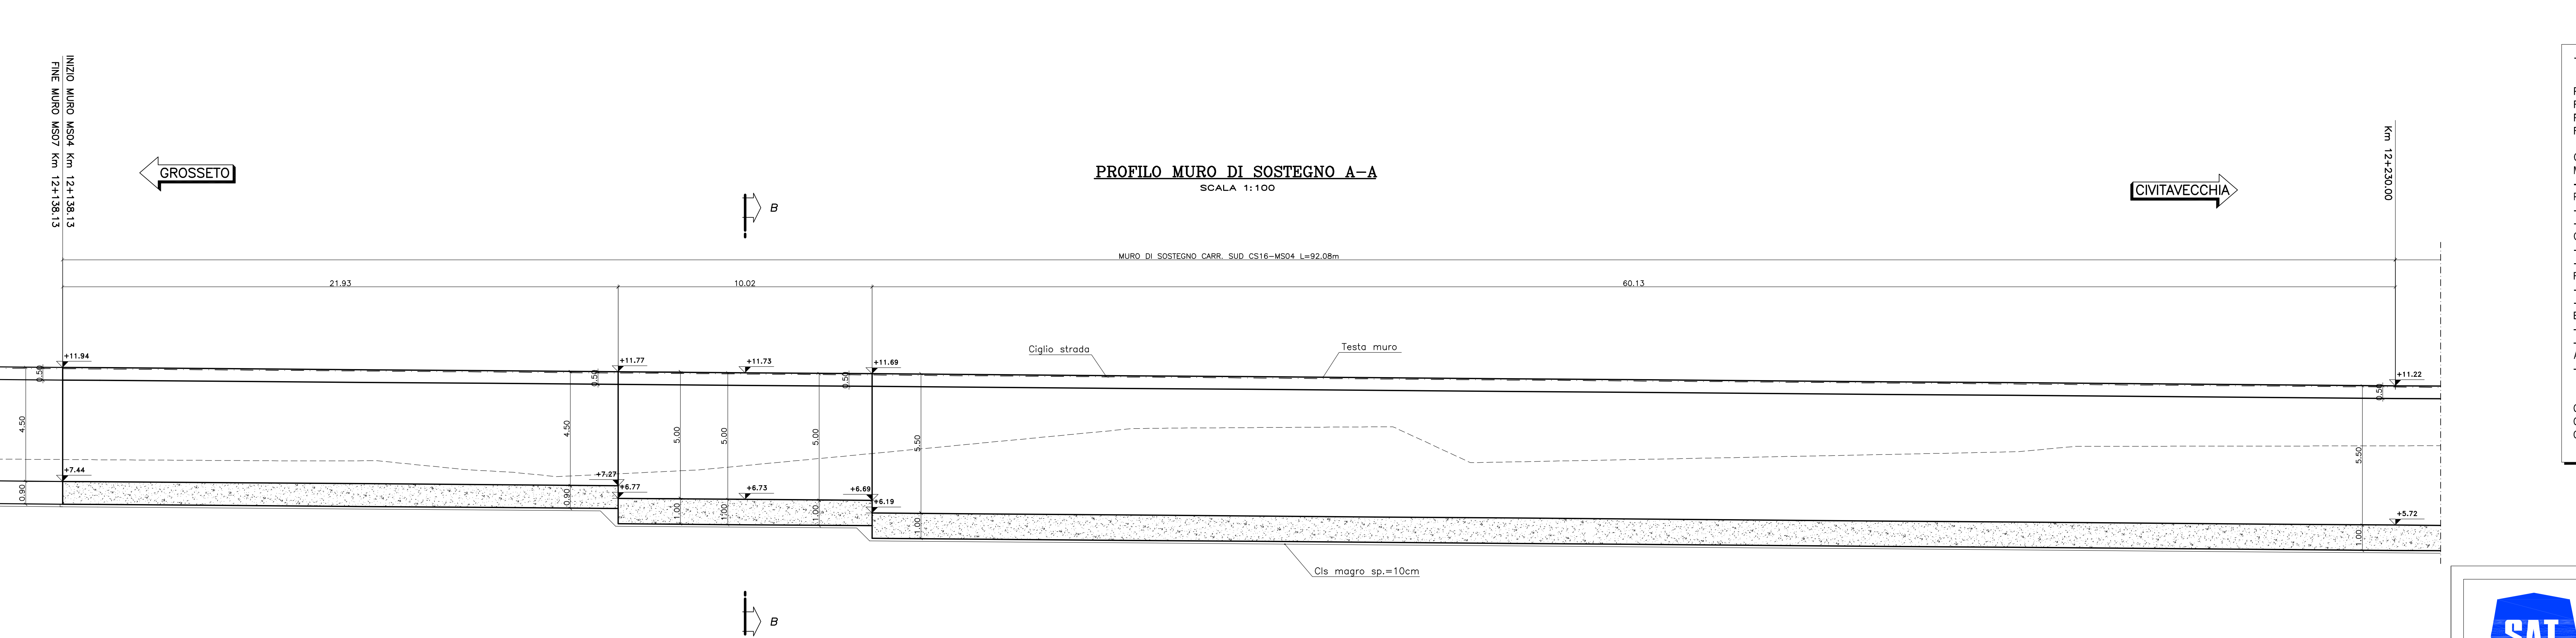 INIZIO MURO MS04 Km 12+138.13
FINE MURO MS07 Km 12+138.13
GROSSETO
PROFILO MURO DI SOSTEGNO A-A
SCALA 1:100
CIVITAVECCHIA
Km 12+230.00
B
MURO DI SOSTEGNO CARR. SUD CS16-MS04 L=92.08m
21.93
10.02
60.13
Ciglio strada
Testa muro
+11.94
+11.77
+11.73
+11.69
+11.22
0.50
0.50
0.50
0.50
4.50
4.50
5.00
5.00
5.00
5.50
5.50
+7.44
+7.27
+6.77
+6.73
+6.69
+6.19
+5.72
0.90
0.90
1.00
1.00
1.00
1.00
1.00
Cls magro sp.=10cm
B
SAT